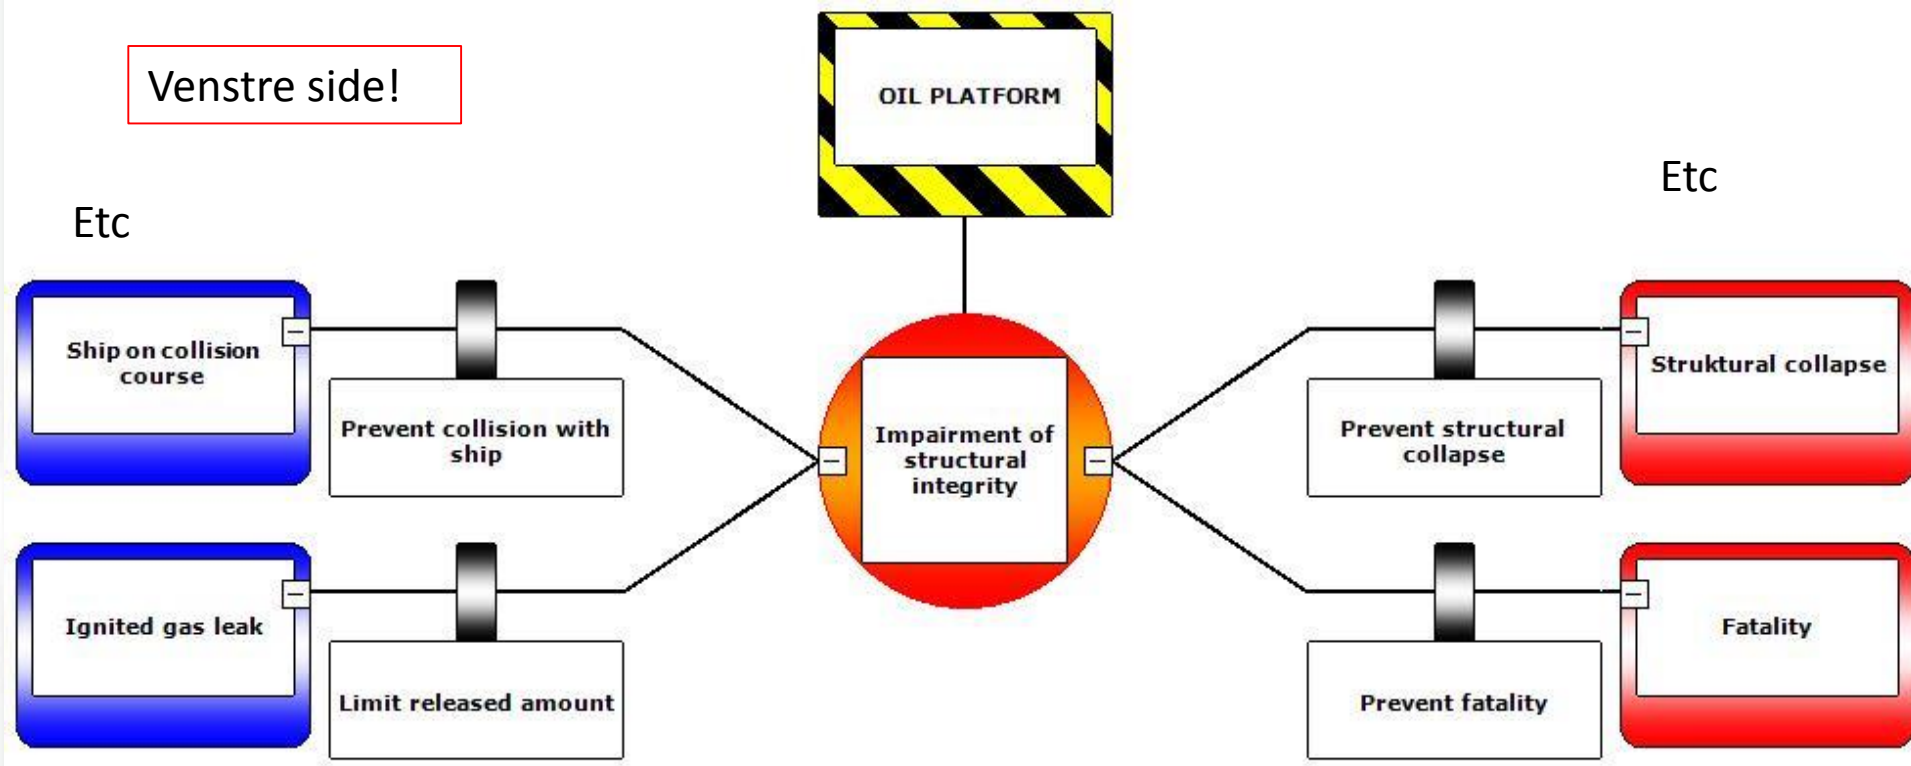 Venstre side!
OIL PLATFORM
Etc
Etc
Ship on collision
course
Prevent collision with
ship
Impairment of
structural
integrity
Prevent structural
collapse
Struktural collapse
Ignited gas leak
Limit released amount
Prevent fatality
Fatality